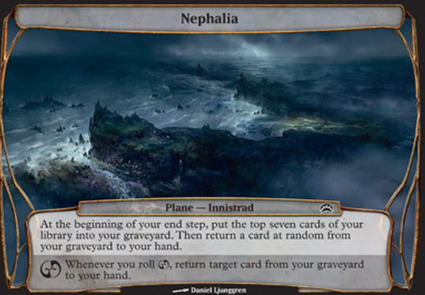 Nephalia
Plane — Innistrad
At the beginning of your end step, put the top seven cards of your
library into your graveyard. Then return a card at random from
your graveyard to your hand.
Whenever you roll , return target card from your graveyard
to your hand.
Daniel Ljunggren